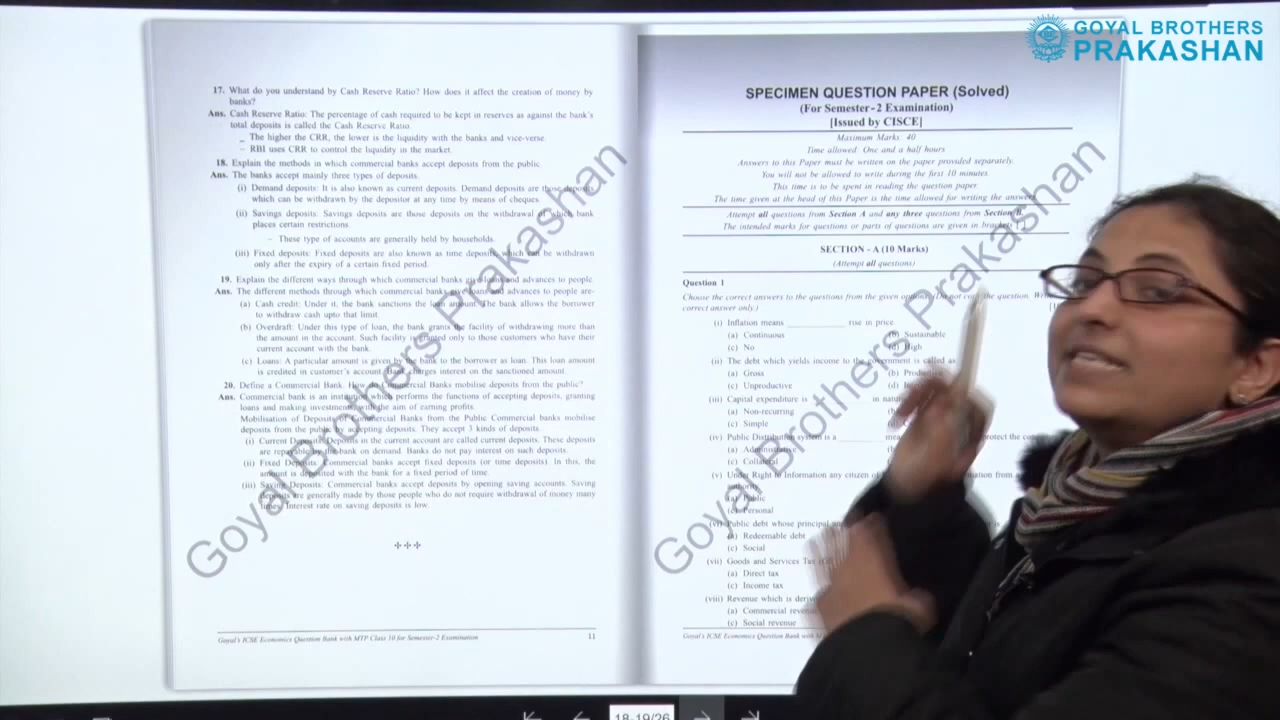 GOYAL BROTHERS
PRAKASHAN
17. What do you understand by Cash Reserve Ratio? How does it affect the creation of money by
banks?
Ans. Cash Reserve Ratio: The percentage of cash required to be kept in reserves as against the bank's
total deposits is called the Cash Reserve Ratio.
– The higher the CRR, the lower is the liquidity with the banks and vice-verse.
– RBI uses CRR to control the liquidity in the market.
18. Explain the methods in which commercial banks accept deposits from the public.
Ans. The banks accept mainly three types of deposits.
(i) Demand deposits: It is also known as current deposits. Demand deposits are those deposits
which can be withdrawn by the depositor at any time by means of cheques.
(ii) Savings deposits: Savings deposits are those deposits on the withdrawal of which bank
places certain restrictions.
– These type of accounts are generally held by households.
(iii) Fixed deposits: Fixed deposits are also known as time deposits, which can be withdrawn
only after the expiry of a certain fixed period.
19. Explain the different ways through which commercial banks give loans and advances to people.
Ans. The different methods through which commercial banks gives loans and advances to people are-
(a) Cash credit: Under it, the bank sanctions the loan amount. The bank allows the borrower
to withdraw cash upto that limit.
(b) Overdraft: Under this type of loan, the bank grants the facility of withdrawing more than
the amount in the account. Such facility is granted only to those customers who have their
current account with the bank.
(c) Loans: A particular amount is given by the bank to the borrower as loan. This loan amount
is credited in customer's account. Bank charges interest on the sanctioned amount.
20. Define a Commercial Bank. How do Commercial Banks mobilise deposits from the public?
Ans. Commercial bank is an institution which performs the functions of accepting deposits, granting
loans and making investments with the aim of earning profits.
Mobilisation of Deposits of Commercial Banks from the Public Commercial banks mobilise
deposits from the public by accepting deposits. They accept 3 kinds of deposits.
(i) Current Deposits: Deposits in the current account are called current deposits. These deposits
are repayable by the bank on demand. Banks do not pay interest on such deposits.
(ii) Fixed Deposits: Commercial banks accept fixed deposits (or time deposits). In this, the
amount is deposited with the bank for a fixed period of time.
(iii) Saving Deposits: Commercial banks accept deposits by opening saving accounts. Saving
deposits are generally made by those people who do not require withdrawal of money many
times. Interest rate on saving deposits is low.
Goyal's ICSE Economics Question Bank with MTP Class 10 for Semester-2 Examination 11
Goyal Brothers Prakashan
SPECIMEN QUESTION PAPER (Solved)
(For Semester-2 Examination)
[Issued by CISCE]
Maximum Marks: 40
Time allowed: One and a half hours
Answers to this Paper must be written on the paper provided separately.
You will not be allowed to write during the first 10 minutes.
This time is to be spent in reading the question paper.
The time given at the head of this Paper is the time allowed for writing the answers.
Attempt all questions from Section A and any three questions from Section B.
The intended marks for questions or parts of questions are given in brackets [ ].
SECTION - A (10 Marks)
(Attempt all questions)
Question 1
Choose the correct answers to the questions from the given options. (Do not copy the question.
correct answer only.)
(i) Inflation means ____________ rise in price.
(a) Continuous (b) Sustainable
(c) No (d) High
(ii) The debt which yields income to the government is called as
(a) Gross (b)
(c) Unproductive (d)
(iii) Capital expenditure is in
(a) Non-recurring
(c) Simple
(iv) Public Distribution system is a ________
(a) Administrative
(c) Collateral
(v) Under Right to Information any citizen of from
authority.
(a) Public
(c) Personal
(vi) Public debt whose principal
(a) Redeemable debt
(c) Social
(vii) Goods and Services Tax
(a) Direct tax
(c) Income tax
(viii) Revenue which is
(a) Commercial
(c) Social revenue
Goyal's ICSE Economics Question Bank with
Goyal Brothers Prakashan
18-19/26